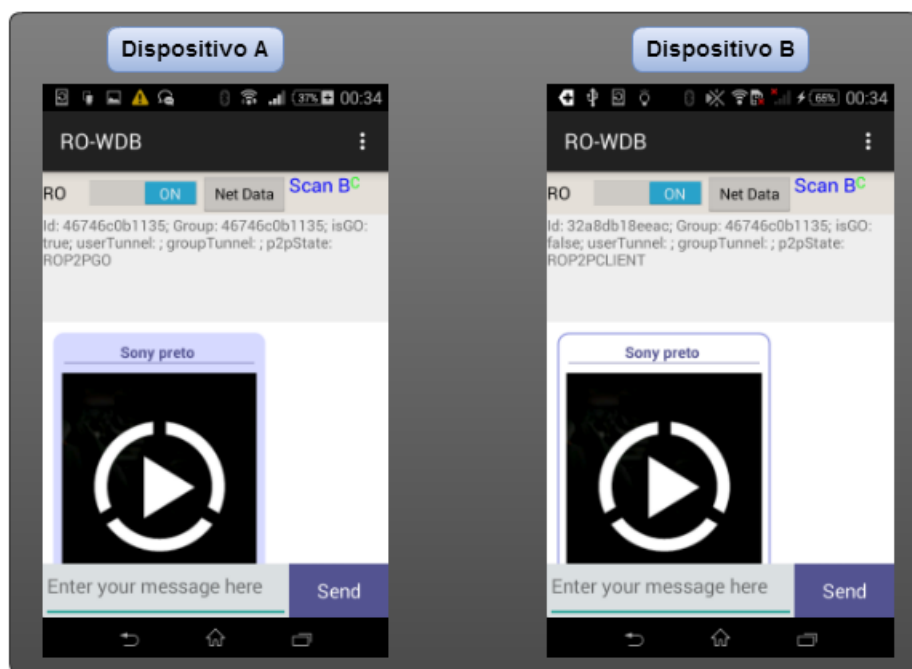 Dispositivo A
37% 00:34
RO-WDB
RO ON Net Data Scan BC
Id: 46746c0b1135; Group: 46746c0b1135; isGO:
true; userTunnel: ; groupTunnel: ; p2pState:
ROP2PGO
Sony preto
Enter your message here Send
Dispositivo B
66% 00:34
RO-WDB
RO ON Net Data Scan BC
Id: 32a8db18eeac; Group: 46746c0b1135; isGO:
false; userTunnel: ; groupTunnel: ; p2pState:
ROP2PCLIENT
Sony preto
Enter your message here Send